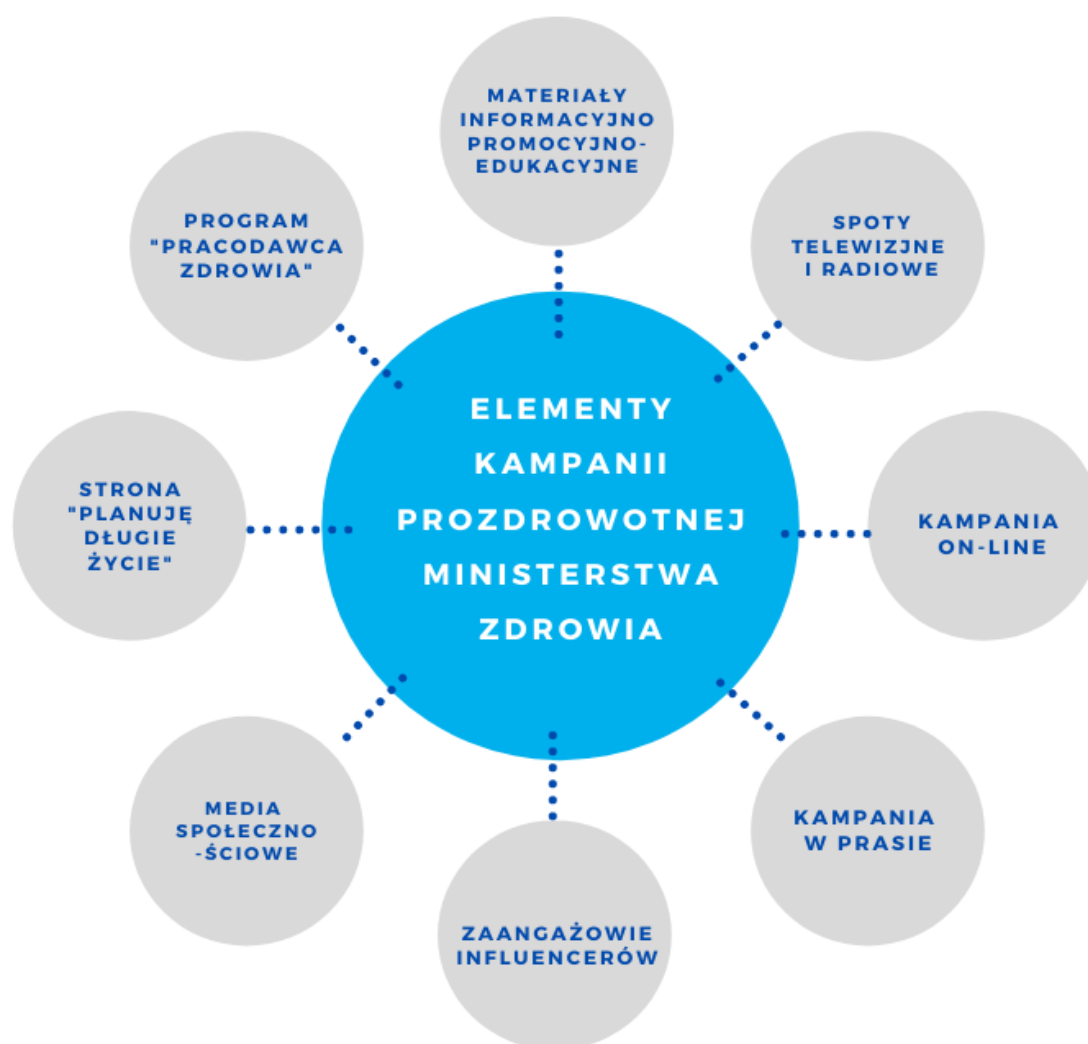 MATERIAŁY
INFORMACYJNO
PROMOCYJNO-
EDUKACYJNE
PROGRAM
"PRACODAWCA
ZDROWIA"
SPOTY
TELEWIZJNE
I RADIOWE
ELEMENTY
KAMPANII
PROZDROWOTNEJ
MINISTERSTWA
ZDROWIA
STRONA
"PLANUJĘ
DŁUGIE
ŻYCIE"
KAMPANIA
ON-LINE
MEDIA
SPOŁECZNO
-ŚCIOWE
KAMPANIA
W PRASIE
ZAANGAŻOWIE
INFLUENCERÓW